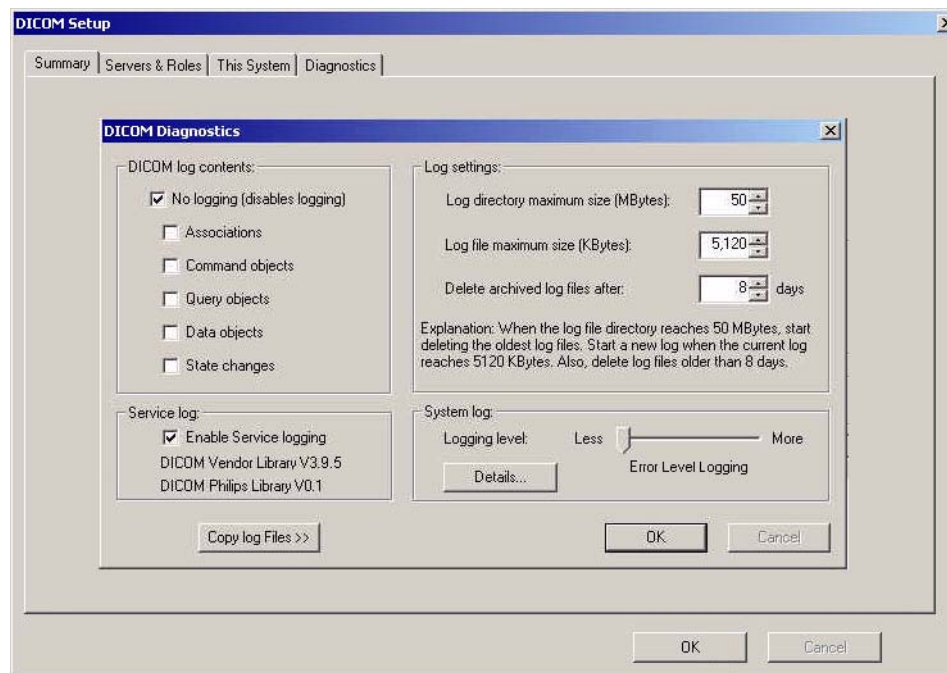 DICOM Setup
Summary
Servers & Roles
This System
Diagnostics
DICOM Diagnostics
DICOM log contents:
No logging (disables logging)
Associations
Command objects
Query objects
Data objects
State changes
Log settings:
Log directory maximum size (MBytes): 50
Log file maximum size (KBytes): 5,120
Delete archived log files after: 8 days
Explanation: When the log file directory reaches 50 MBytes, start
deleting the oldest log files. Start a new log when the current log
reaches 5120 KBytes. Also, delete log files older than 8 days.
Service log:
Enable Service logging
DICOM Vendor Library V3.9.5
DICOM Philips Library V0.1
System log:
Logging level: Less More
Error Level Logging
Details...
Copy log Files >>
OK
Cancel
OK
Cancel